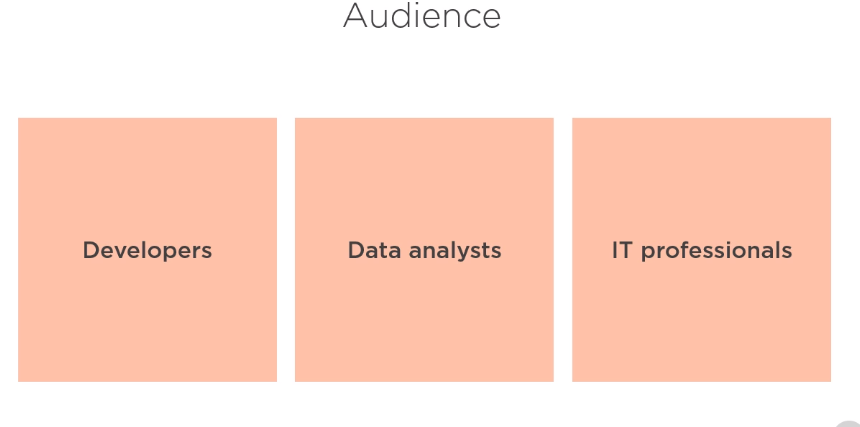 Audience
Developers
Data analysts
IT professionals